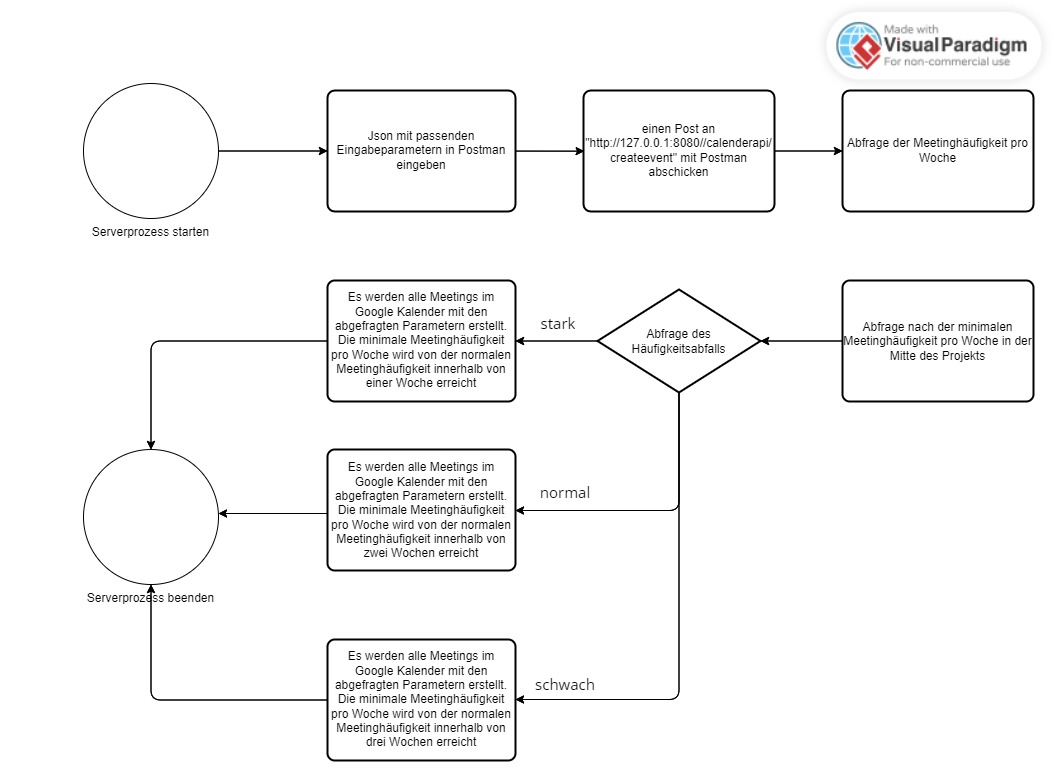 Made with
VisualParadigm
For non-commercial use
Serverprozess starten
Json mit passenden
Eingabeparametern in Postman
eingeben
einen Post an
"http://127.0.0.1:8080//calenderapi/
createevent" mit Postman
abschicken
Abfrage der Meetinghäufigkeit pro
Woche
Abfrage nach der minimalen
Meetinghäufigkeit pro Woche in der
Mitte des Projekts
Abfrage des
Häufigkeitsabfalls
stark
Es werden alle Meetings im
Google Kalender mit den
abgefragten Parametern erstellt.
Die minimale Meetinghäufigkeit
pro Woche wird von der normalen
Meetinghäufigkeit innerhalb von
einer Woche erreicht
normal
Es werden alle Meetings im
Google Kalender mit den
abgefragten Parametern erstellt.
Die minimale Meetinghäufigkeit
pro Woche wird von der normalen
Meetinghäufigkeit innerhalb von
zwei Wochen erreicht
Serverprozess beenden
schwach
Es werden alle Meetings im
Google Kalender mit den
abgefragten Parametern erstellt.
Die minimale Meetinghäufigkeit
pro Woche wird von der normalen
Meetinghäufigkeit innerhalb von
drei Wochen erreicht